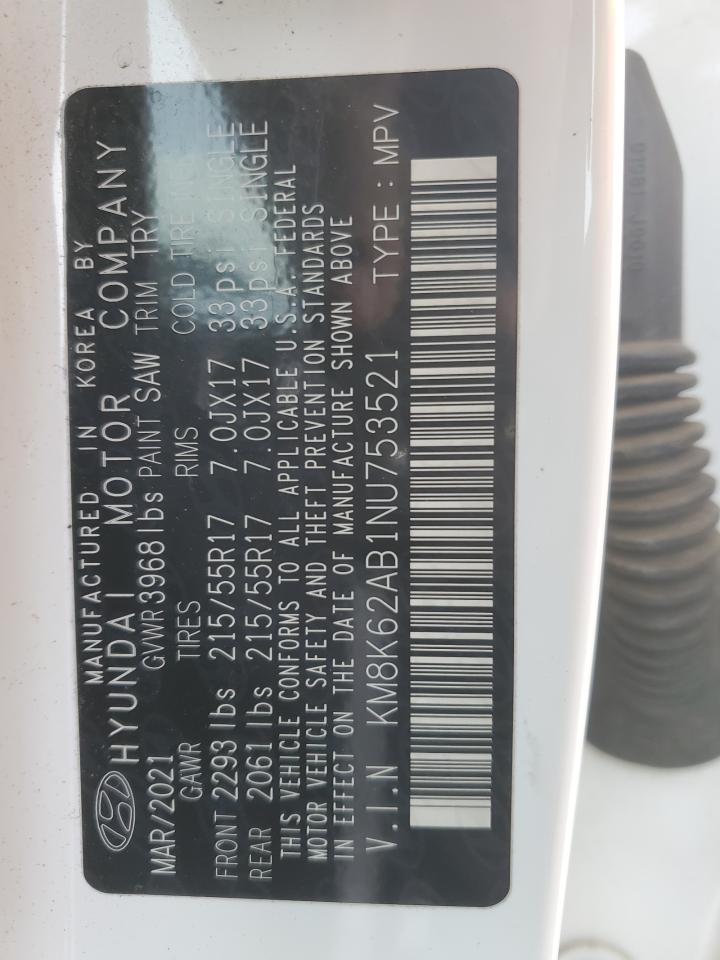 MANUFACTURED IN KOREA BY
HYUNDAI MOTOR COMPANY
MAR/2021 GVWR 3968 lbs PAINT SAW TRIM TRY
GAWR TIRES RIMS COLD TIRE
FRONT 2293 lbs 215/55R17 7.0JX17 33psi SINGLE
REAR 2061 lbs 215/55R17 7.0JX17 33psi SINGLE
THIS VEHICLE CONFORMS TO ALL APPLICABLE U.S.A. FEDERAL
MOTOR VEHICLE SAFETY AND THEFT PREVENTION STANDARDS
IN EFFECT ON THE DATE OF MANUFACTURE SHOWN ABOVE
V.I.N KM8K62AB1NU753521 TYPE : MPV